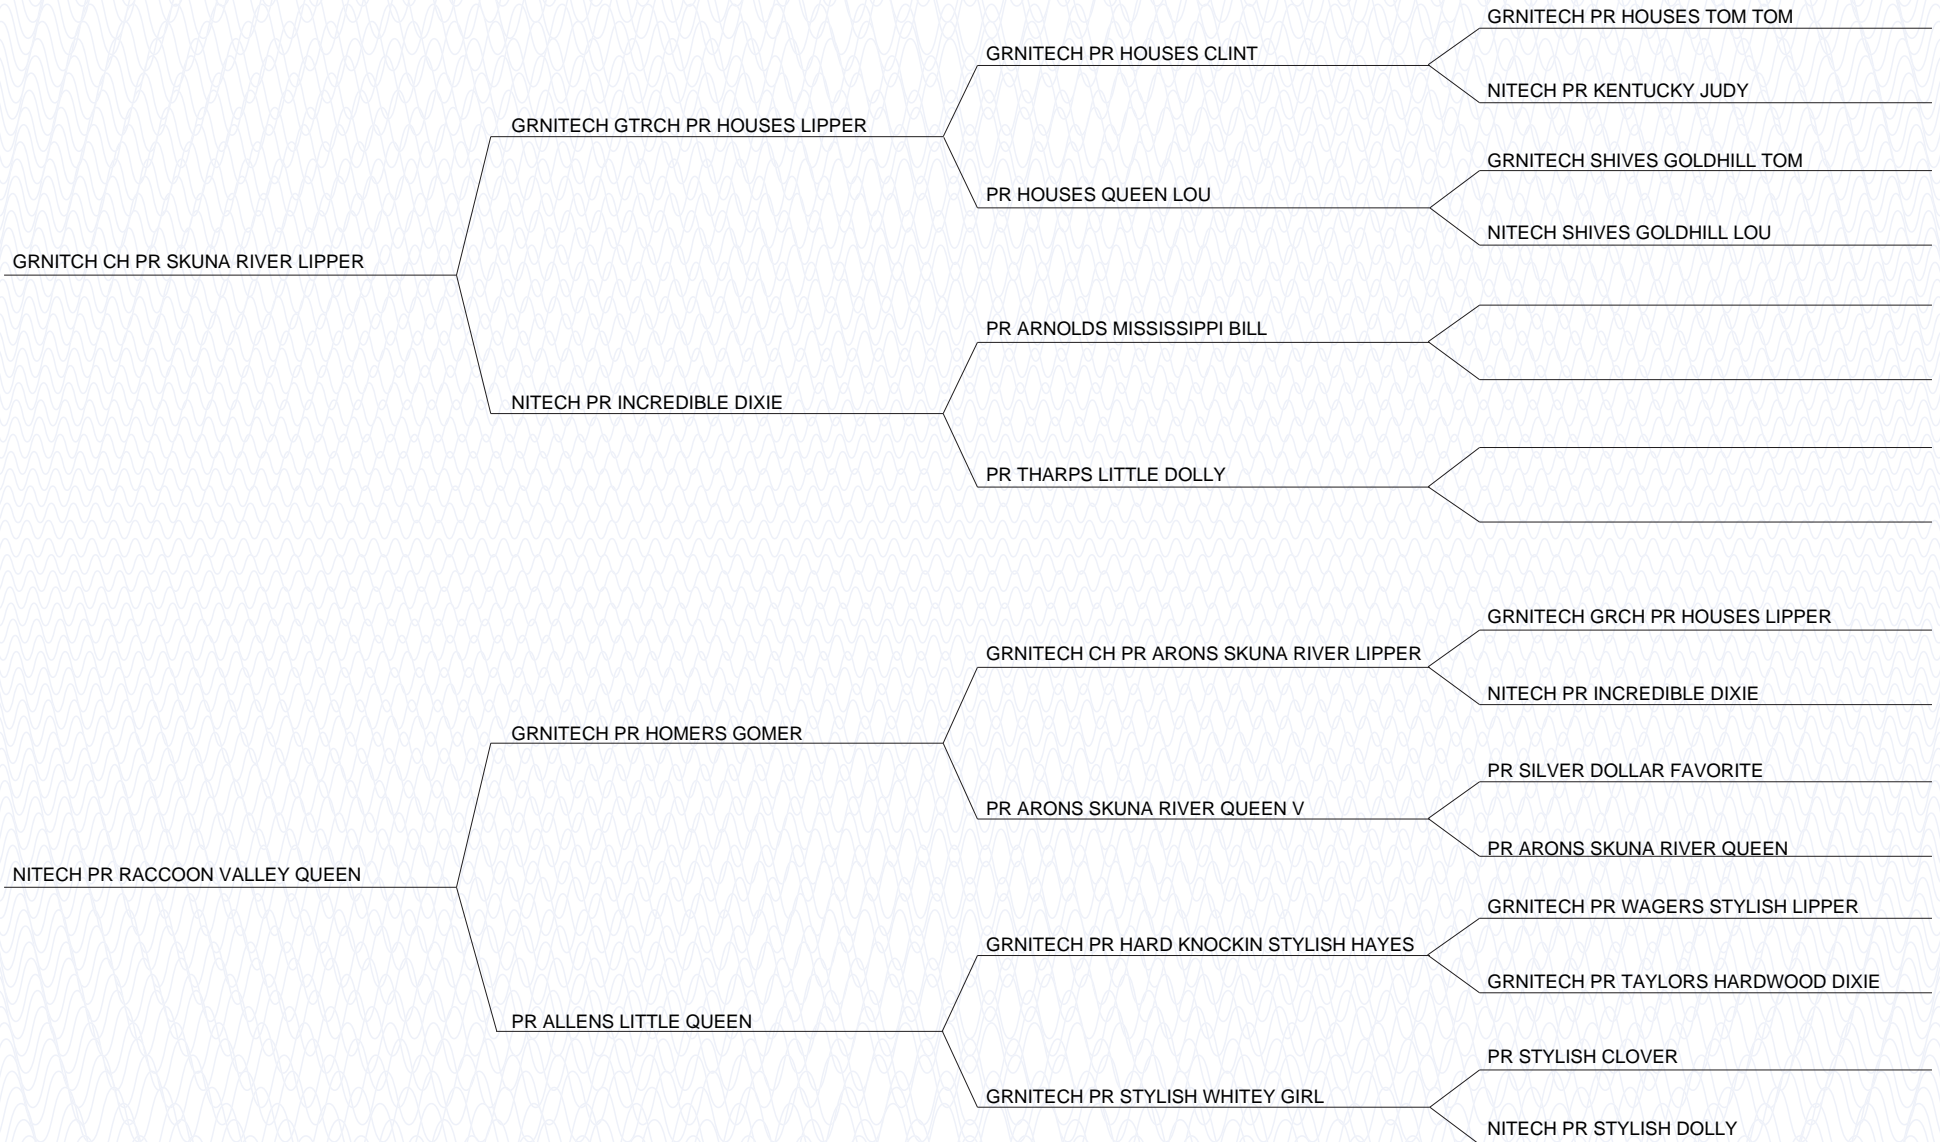 GRNITECH PR HOUSES TOM TOM
GRNITECH PR HOUSES CLINT
NITECH PR KENTUCKY JUDY
GRNITECH GTRCH PR HOUSES LIPPER
GRNITECH SHIVES GOLDHILL TOM
PR HOUSES QUEEN LOU
NITECH SHIVES GOLDHILL LOU
GRNITCH CH PR SKUNA RIVER LIPPER
PR ARNOLDS MISSISSIPPI BILL
NITECH PR INCREDIBLE DIXIE
PR THARPS LITTLE DOLLY
GRNITECH GRCH PR HOUSES LIPPER
GRNITECH CH PR ARONS SKUNA RIVER LIPPER
NITECH PR INCREDIBLE DIXIE
GRNITECH PR HOMERS GOMER
PR SILVER DOLLAR FAVORITE
PR ARONS SKUNA RIVER QUEEN V
PR ARONS SKUNA RIVER QUEEN
NITECH PR RACCOON VALLEY QUEEN
GRNITECH PR WAGERS STYLISH LIPPER
GRNITECH PR HARD KNOCKIN STYLISH HAYES
GRNITECH PR TAYLORS HARDWOOD DIXIE
PR ALLENS LITTLE QUEEN
PR STYLISH CLOVER
GRNITECH PR STYLISH WHITEY GIRL
NITECH PR STYLISH DOLLY